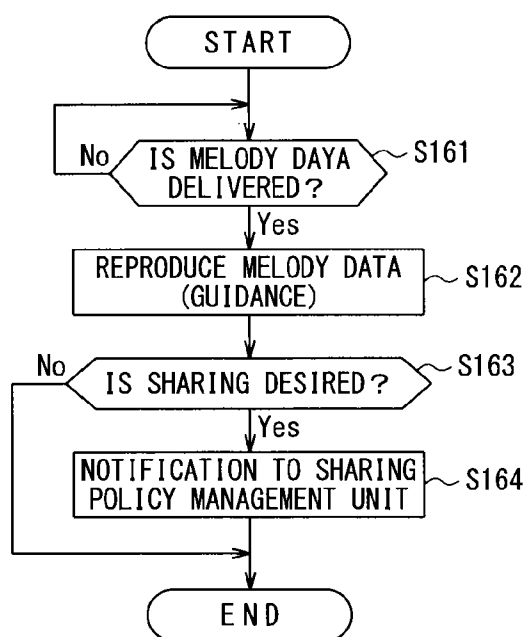 START
No
IS MELODY DAYA
DELIVERED?
S161
Yes
REPRODUCE MELODY DATA
(GUIDANCE)
S162
No
IS SHARING DESIRED?
S163
Yes
NOTIFICATION TO SHARING
POLICY MANAGEMENT UNIT
S164
END